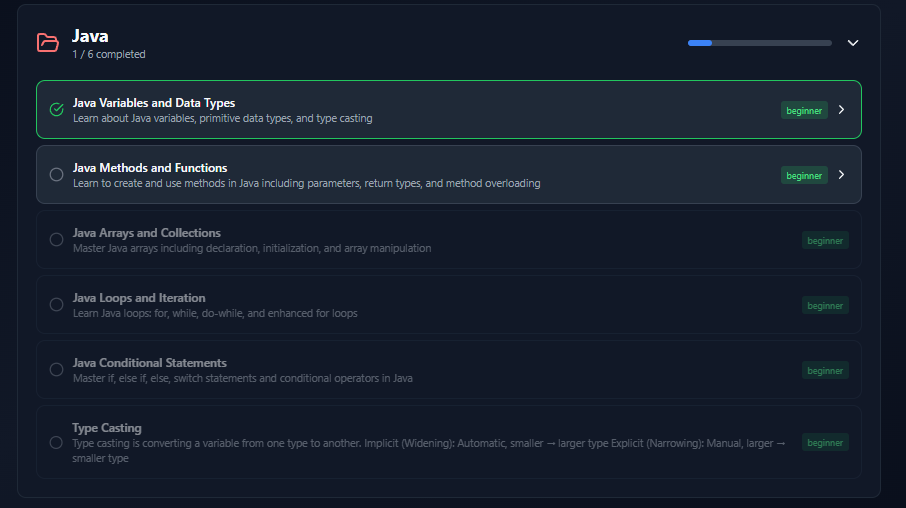 Java
1 / 6 completed
Java Variables and Data Types
Learn about Java variables, primitive data types, and type casting
beginner
Java Methods and Functions
Learn to create and use methods in Java including parameters, return types, and method overloading
beginner
Java Arrays and Collections
Master Java arrays including declaration, initialization, and array manipulation
beginner
Java Loops and Iteration
Learn Java loops: for, while, do-while, and enhanced for loops
beginner
Java Conditional Statements
Master if, else if, else, switch statements and conditional operators in Java
beginner
Type Casting
Type casting is converting a variable from one type to another. Implicit (Widening): Automatic, smaller → larger type Explicit (Narrowing): Manual, larger →
smaller type
beginner